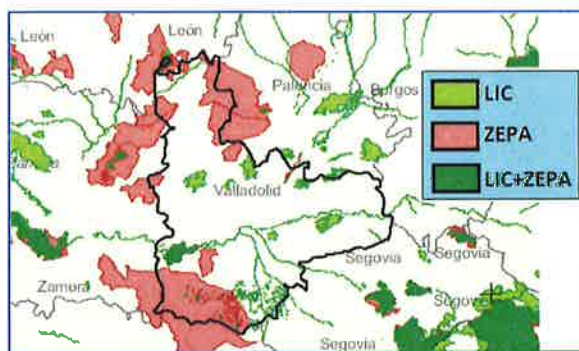 León
León
Palencia
Burgos
LIC
ZEPA
LIC+ZEPA
Valladolid
Segovia
Segovia
Zamora
Segovia
Segovia